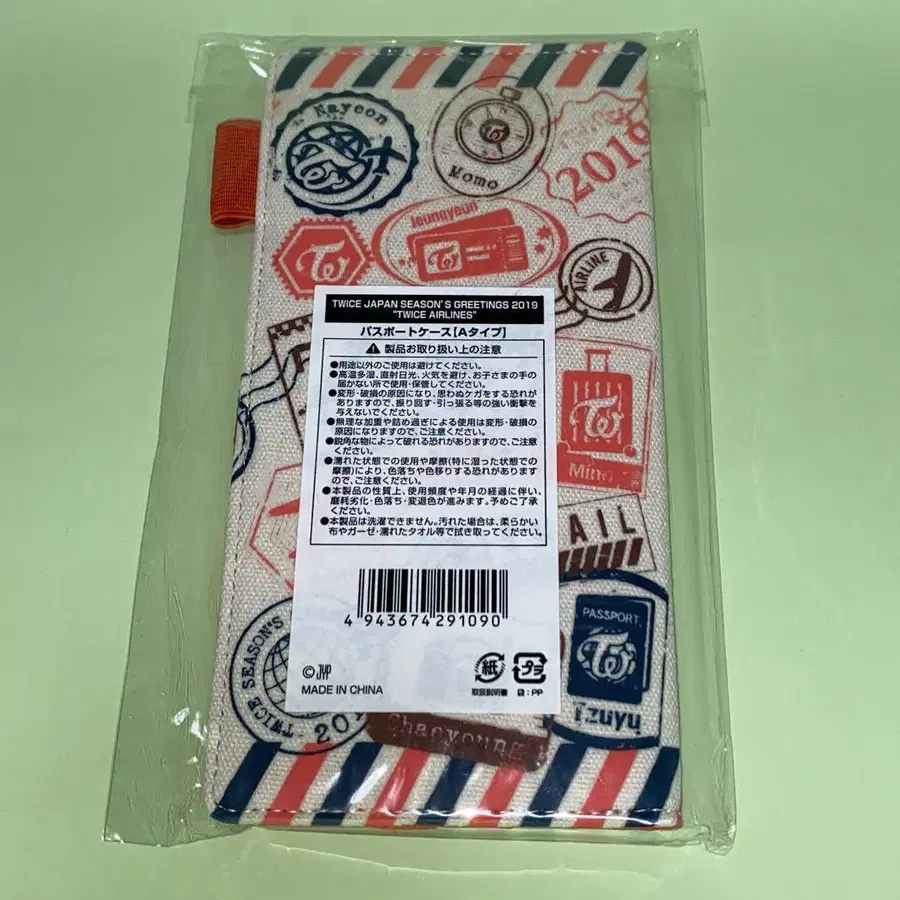 Nayeon
Momo
2016
Jeongyeon
AIRLINE
TWICE JAPAN SEASON'S GREETINGS 2019
"TWICE AIRLINES"
パスポートケース【Aタイプ】
製品お取り扱い上の注意
●用途以外のご使用は避けてください。
●高温多湿、直射日光、火気を避け、お子さまの手の
届かない所で使用・保管してください。
●変形・破損の原因になり、思わぬケガをする恐れが
ありますので、振り回す・引っ張る等の強い衝撃を
与えないでください。
●無理な加重や詰め過ぎによる使用は変形・破損の
原因になりますので、ご注意ください。
●鋭角な物によって破れる恐れがありますので、ご注意
ください。
●濡れた状態での使用や摩擦(特に湿った状態での
摩擦)により、色落ちや色移りする恐れがあります
ので、ご注意ください。
●本製品の性質上、使用頻度や年月の経過に伴い、
磨耗劣化・色落ち・変退色が進みます。予めご了承
ください。
●本製品は洗濯できません。汚れた場合は、柔らかい
布やガーゼ・濡れたタオル等で拭き取ってください。
Mina
AIL
4 943674 291090
© JYP
MADE IN CHINA
紙
取扱説明書
プラ
袋:PP
TWICE SEASON'S
PASSPORT
Tzuyu
Chaeyoung